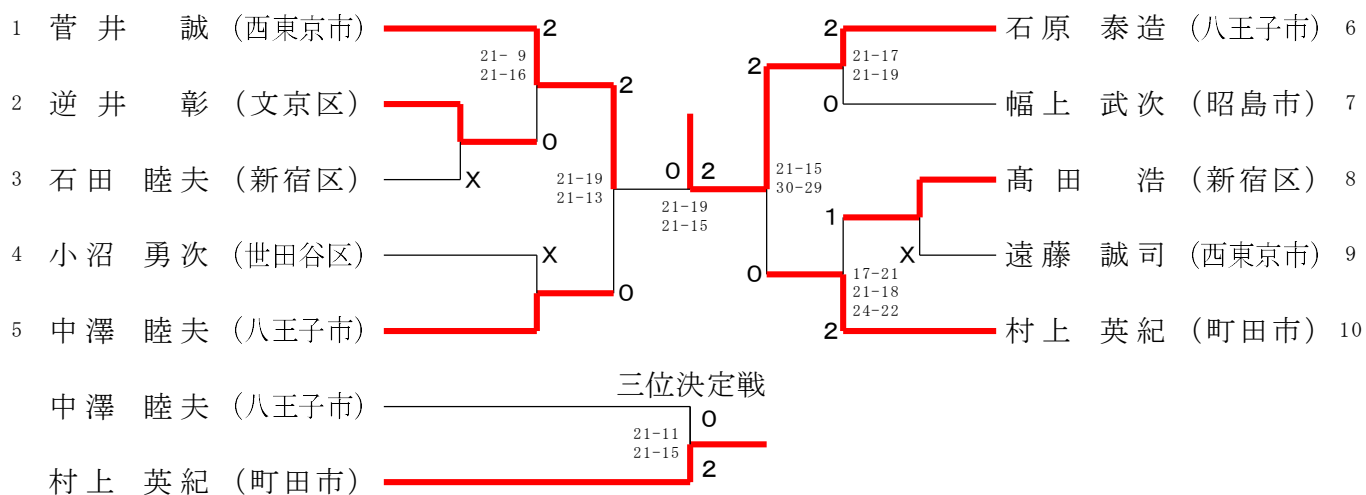 1 菅井 誠 (西東京市)
2
21- 9
21-16
2
2 逆井 彰 (文京区)
0
3 石田 睦夫 (新宿区)
X
21-19
21-13
4 小沼 勇次 (世田谷区)
X
0
5 中澤 睦夫 (八王子市)
0 2
21-19
21-15
2 石原 泰造 (八王子市) 6
21-17
21-19
2
0 幅上 武次 (昭島市) 7
21-15
30-29
髙田 浩 (新宿区) 8
1
X 遠藤 誠司 (西東京市) 9
0
17-21
21-18
24-22
2 村上 英紀 (町田市) 10
三位決定戦
中澤 睦夫 (八王子市)
0
21-11
21-15
2
村上 英紀 (町田市)